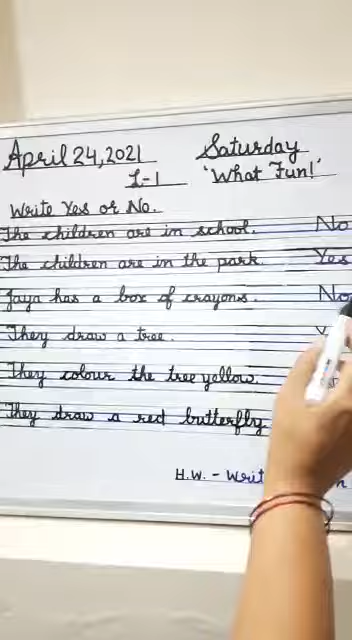 April 24, 2021 Saturday
L-1 'What Fun!'
Write Yes or No.
The children are in school. No
The children are in the park. Yes
Jaya has a box of crayons. No
They draw a tree.
They colour the tree yellow.
They draw a red butterfly
H.W. -